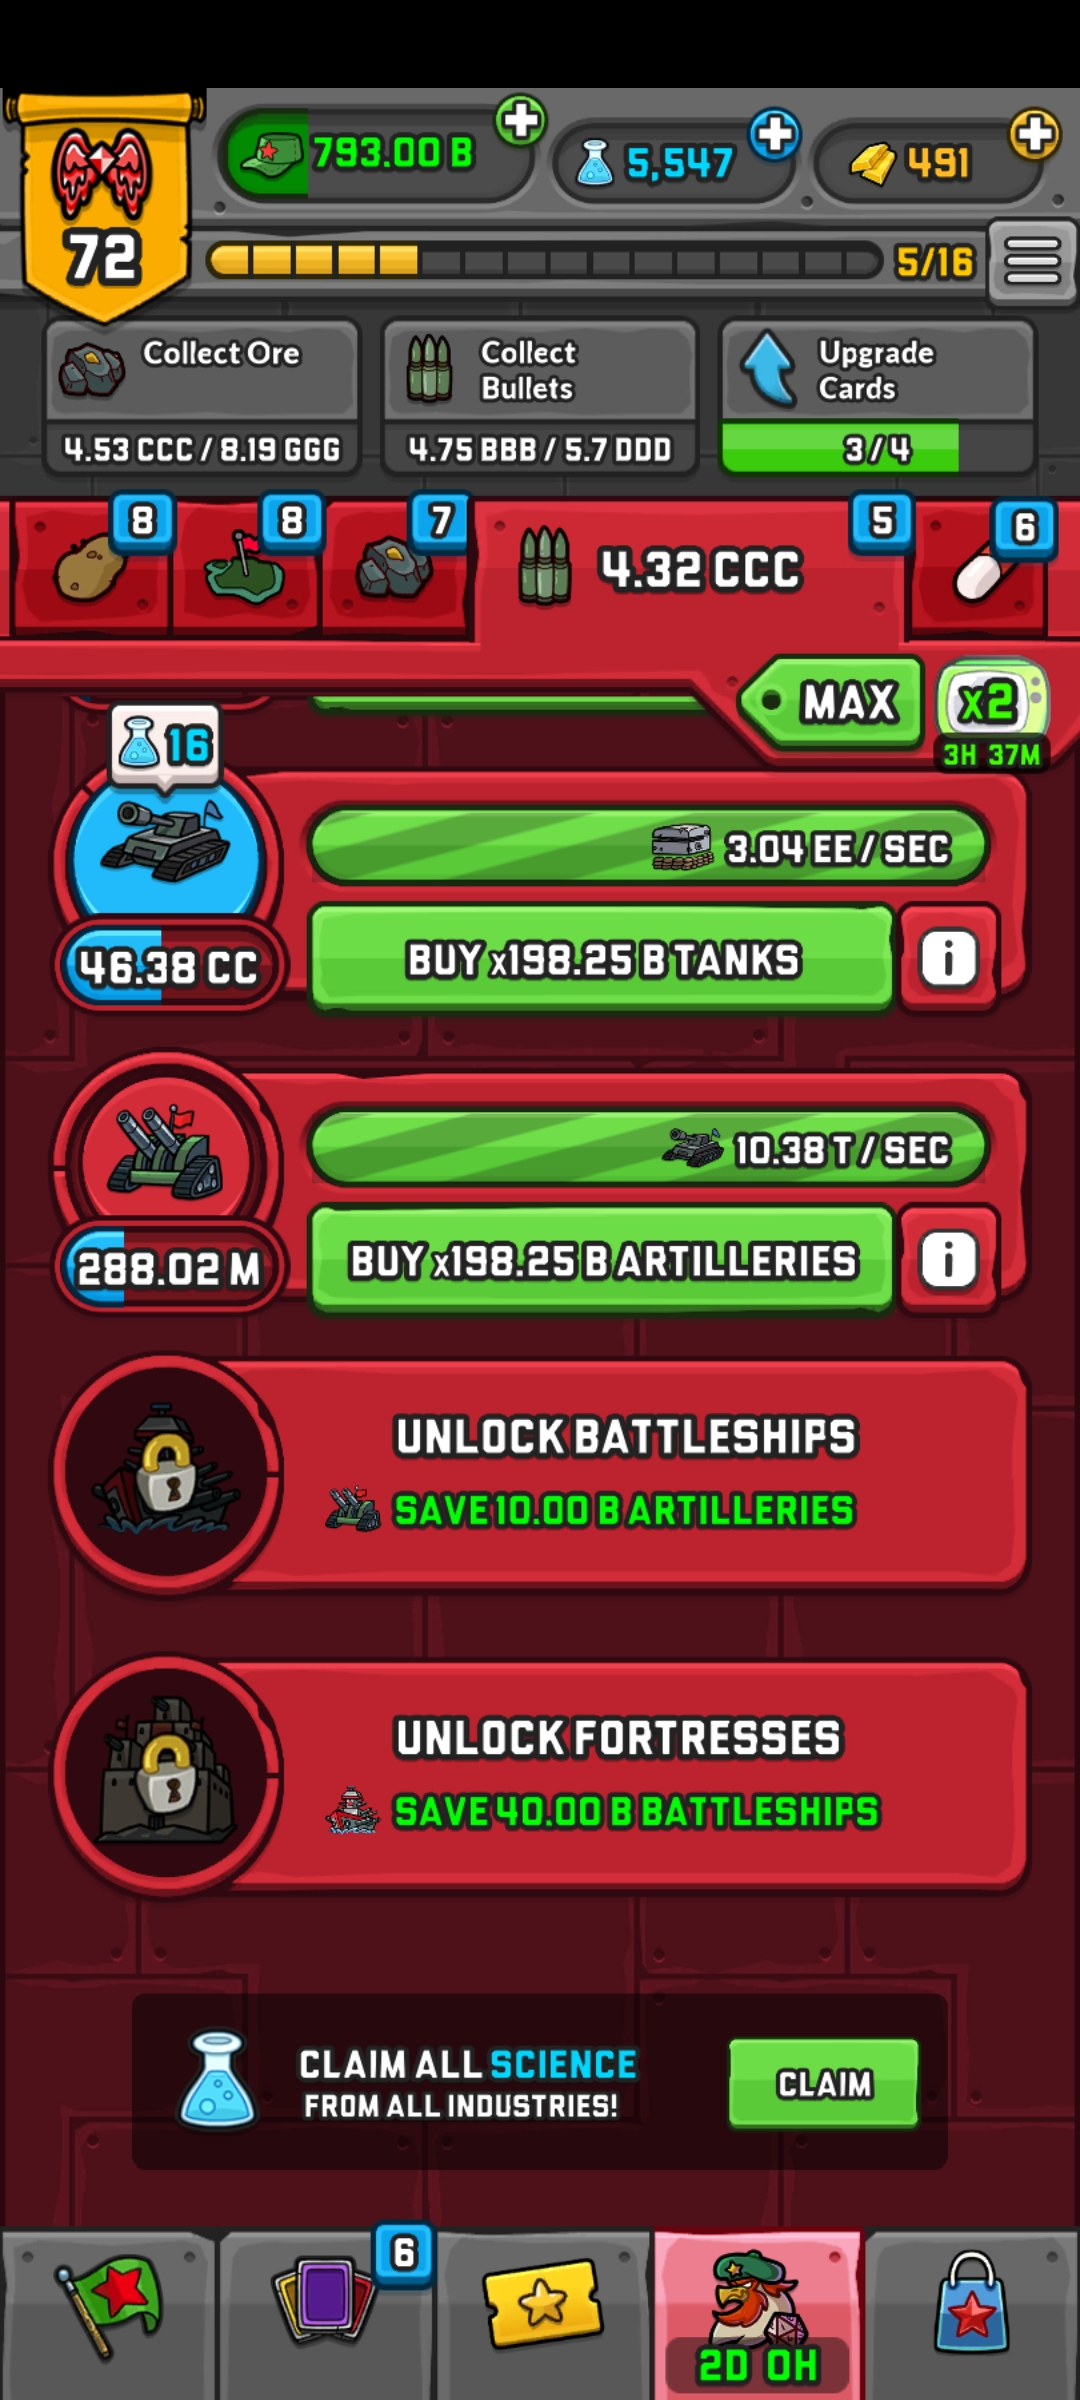 793.00 B
5,547
491
72
5/16
Collect Ore
4.53 CCC / 8.19 GGG
Collect
Bullets
4.75 BBB / 5.7 DDD
Upgrade
Cards
3/4
8
8
7
4.32 CCC
5
6
MAX
x2
3H 37M
16
3.04 EE / SEC
46.38 CC
BUY x198.25 B TANKS
i
10.38 T / SEC
288.02 M
BUY x198.25 B ARTILLERIES
i
UNLOCK BATTLESHIPS
SAVE 10.00 B ARTILLERIES
UNLOCK FORTRESSES
SAVE 40.00 B BATTLESHIPS
CLAIM ALL SCIENCE
FROM ALL INDUSTRIES!
CLAIM
6
2D 0H